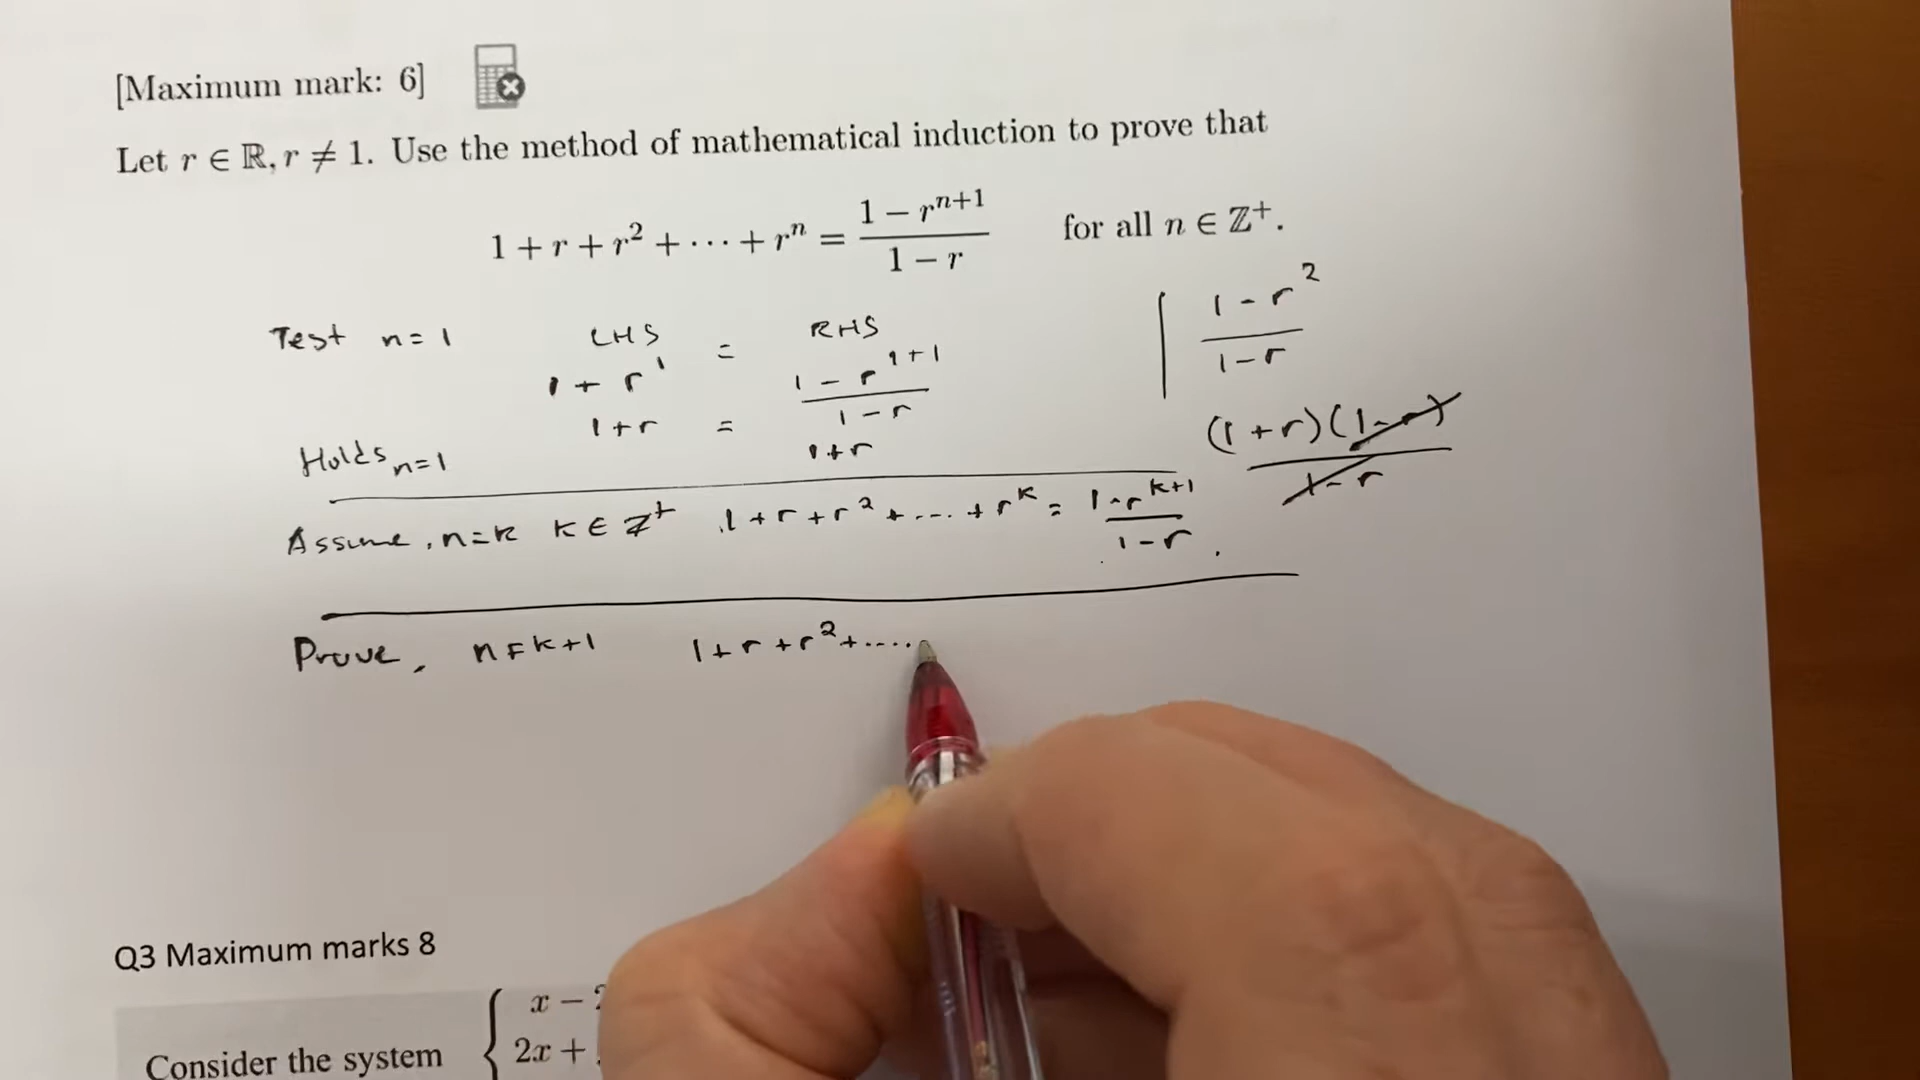 [Maximum mark: 6]
Let r ∈ ℝ, r ≠ 1. Use the method of mathematical induction to prove that
1 + r + r² + ⋯ + rⁿ = (1 − rⁿ⁺¹)/(1 − r) for all n ∈ ℤ⁺.
Test n = 1 LHS = RHS
1 + r¹ (1 − r¹⁺¹)/(1 − r) | (1 − r²)/(1 − r)
1 + r = 1 + r
(1 + r)(1 − r)/(1 − r)
Holds n=1
Assume, n = k k ∈ ℤ⁺ 1 + r + r² + ... + rᵏ = (1 − rᵏ⁺¹)/(1 − r).
Prove, n = k+1 1 + r + r² + .....
Q3 Maximum marks 8
Consider the system { x −
2x +